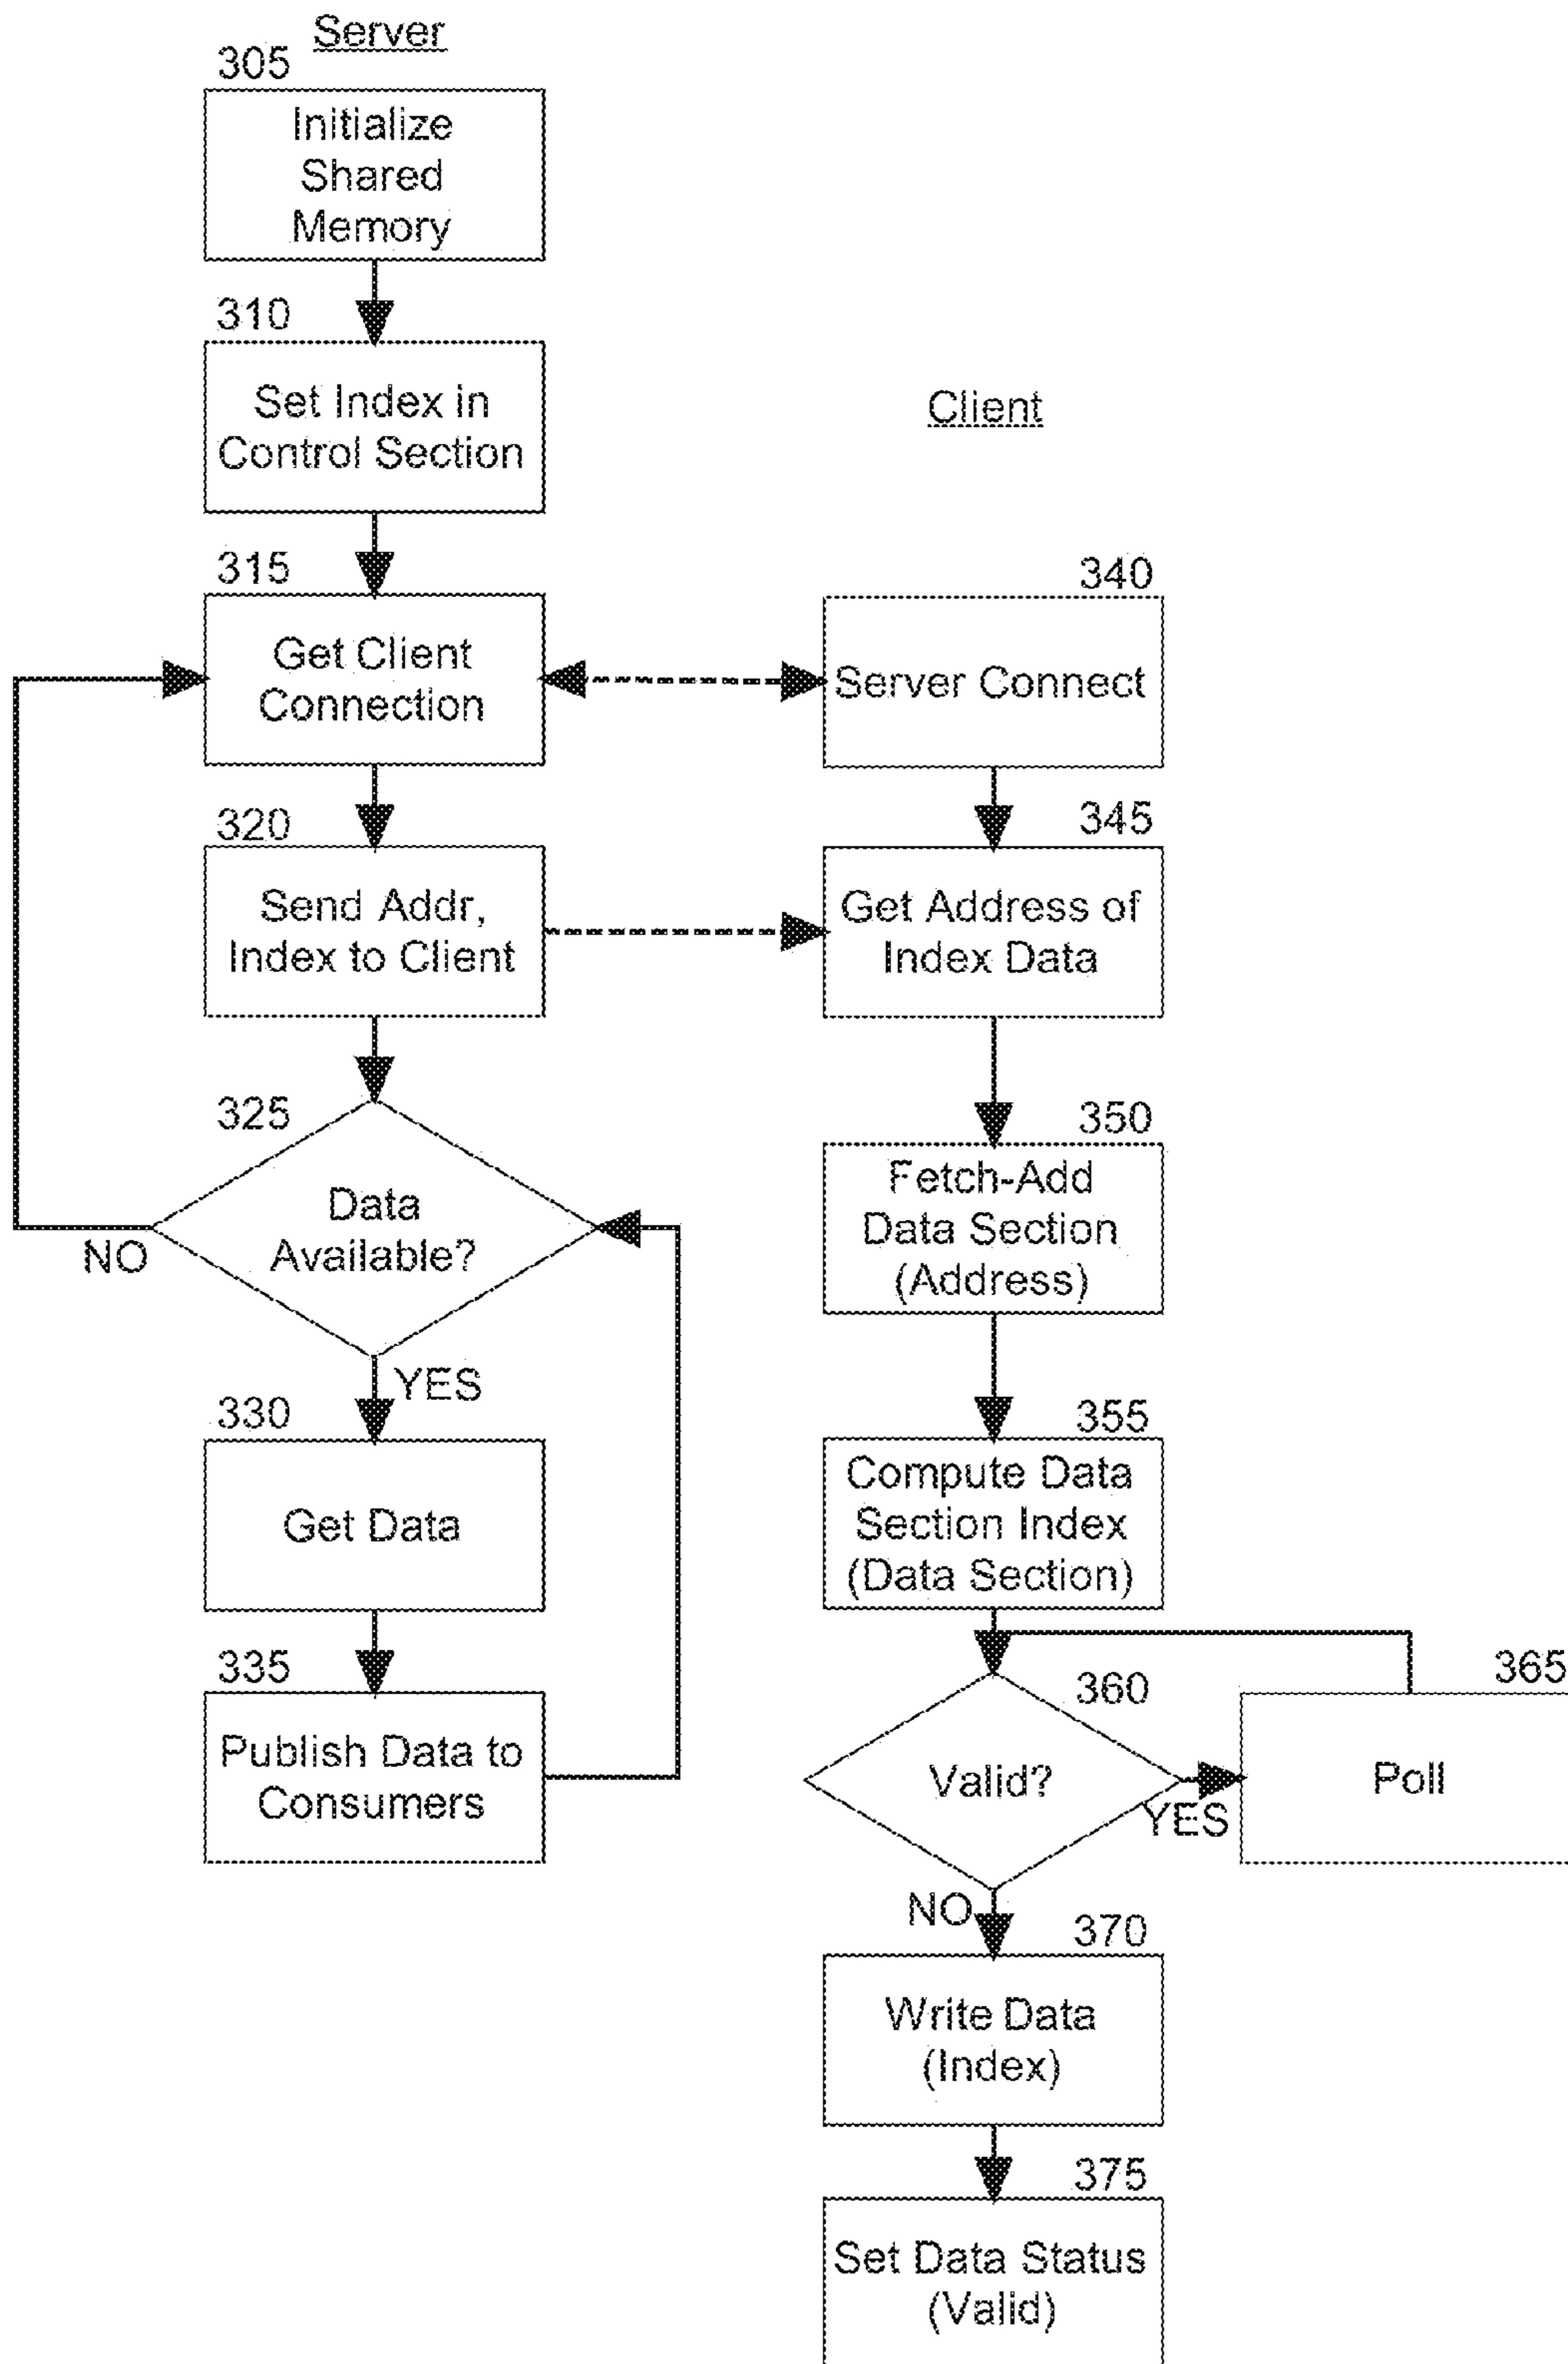 Server
305
Initialize
Shared
Memory
310
Set Index in
Control Section
315
Get Client
Connection
320
Send Addr,
Index to Client
325
Data
Available?
NO
YES
330
Get Data
335
Publish Data to
Consumers
Client
340
Server Connect
345
Get Address of
Index Data
350
Fetch-Add
Data Section
(Address)
355
Compute Data
Section Index
(Data Section)
360
Valid?
YES
365
Poll
NO
370
Write Data
(Index)
375
Set Data Status
(Valid)